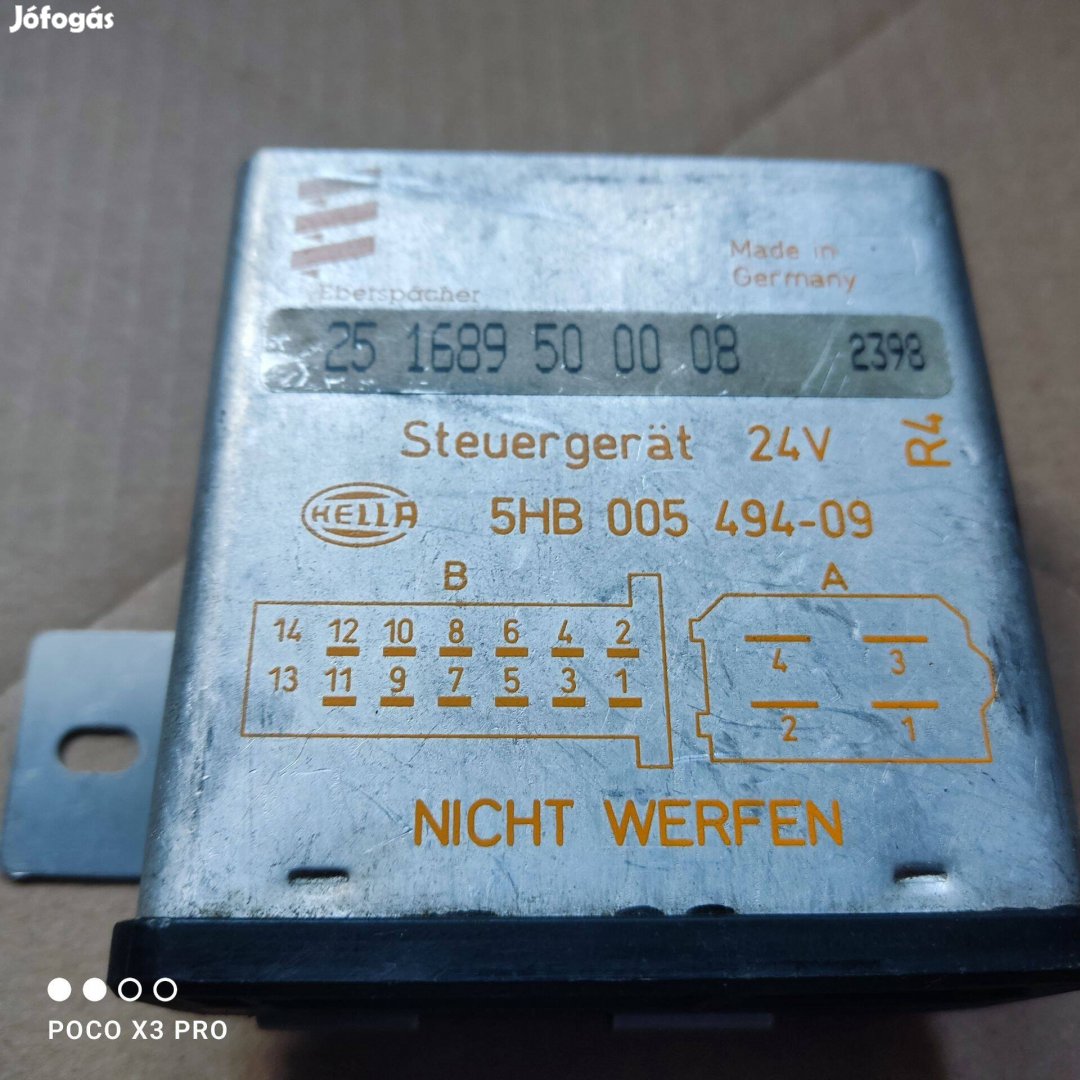 Jófogás
Made in
Germany
Eberspächer
25 1689 50 00 08 2398
Steuergerät 24V R4
HELLA 5HB 005 494-09
B A
14 12 10 8 6 4 2
13 11 9 7 5 3 1
4 3
2 1
NICHT WERFEN
POCO X3 PRO